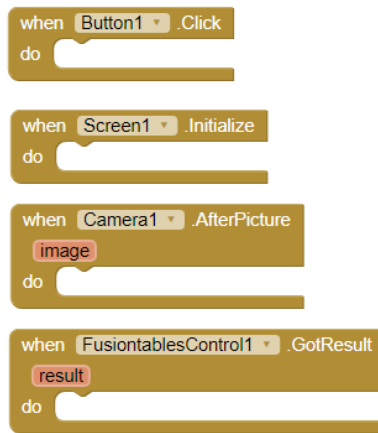 when Button1 .Click
do
when Screen1 .Initialize
do
when Camera1 .AfterPicture
image
do
when FusiontablesControl1 .GotResult
result
do